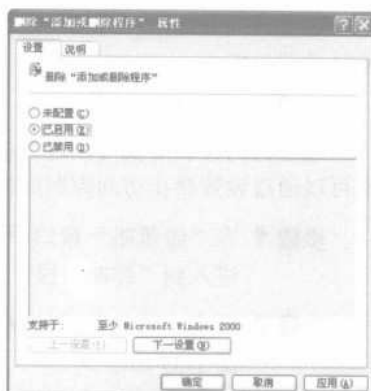 删除“添加或删除程序” 属性
设置 说明
删除“添加或删除程序”
未配置(C)
已启用(E)
已禁用(D)
支持于: 至少 Microsoft Windows 2000
上一设置(P) 下一设置(N)
确定 取消 应用(A)